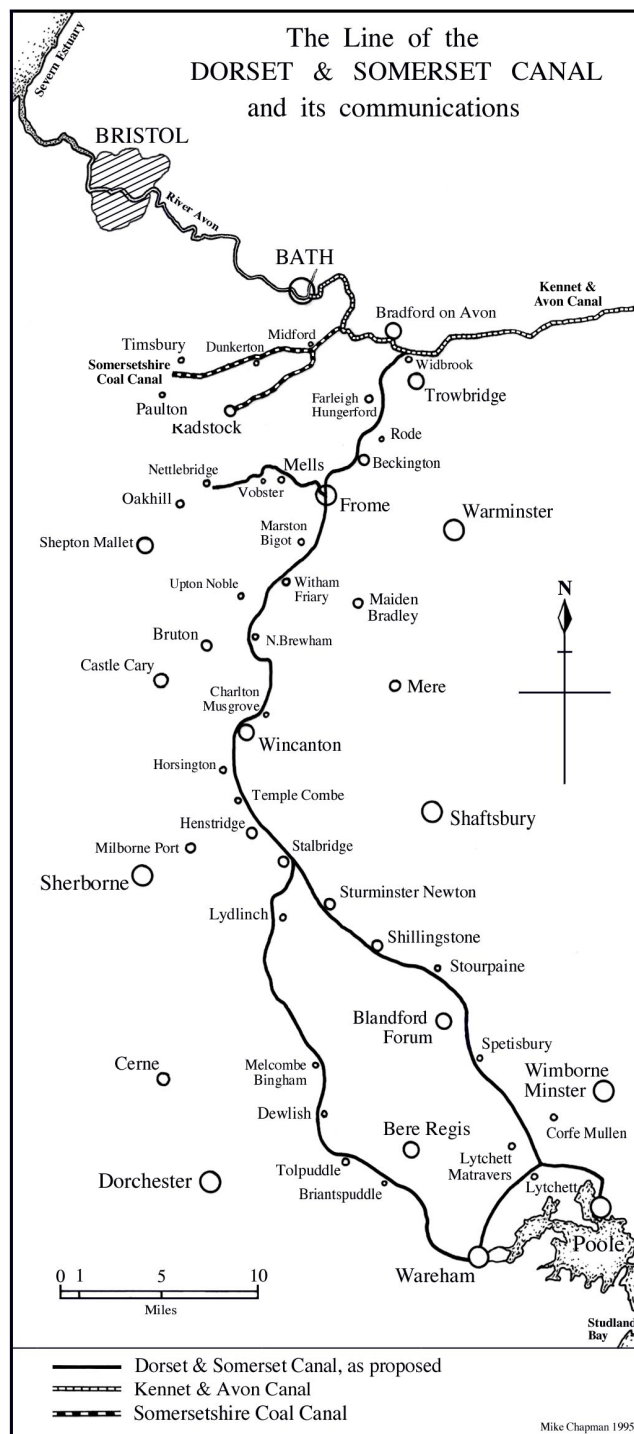 The Line of the
DORSET & SOMERSET CANAL
and its communications
Severn Estuary
BRISTOL
River Avon
BATH
Kennet &
Avon Canal
Bradford on Avon
Midford
Timsbury
Dunkerton
Somersetshire
Coal Canal
Widbrook
Trowbridge
Paulton
Radstock
Farleigh
Hungerford
Rode
Beckington
Nettlebridge
Mells
Vobster
Oakhill
Frome
Warminster
Marston
Bigot
Shepton Mallet
Upton Noble
Witham
Friary
Maiden
Bradley
N
Bruton
N.Brewham
Castle Cary
Mere
Charlton
Musgrove
Wincanton
Horsington
Temple Combe
Shaftsbury
Henstridge
Milborne Port
Stalbridge
Sherborne
Sturminster Newton
Lydlinch
Shillingstone
Stourpaine
Blandford
Forum
Spetisbury
Cerne
Melcombe
Bingham
Wimborne
Minster
Dewlish
Corfe Mullen
Bere Regis
Lytchett
Matravers
Tolpuddle
Dorchester
Briantspuddle
Lytchett
Poole
Wareham
0 1 5 10
Miles
Studland
Bay
Dorset & Somerset Canal, as proposed
Kennet & Avon Canal
Somersetshire Coal Canal
Mike Chapman 1995